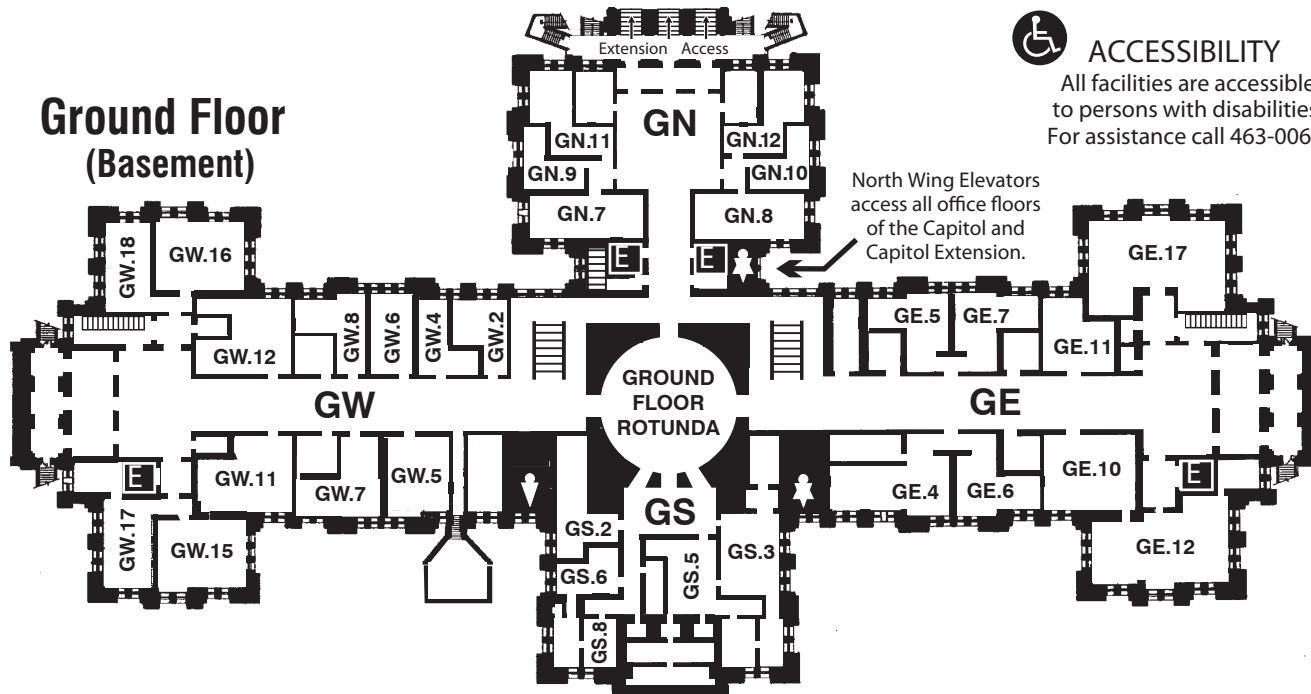 Extension Access
ACCESSIBILITY
All facilities are accessible
to persons with disabilities
For assistance call 463-006
Ground Floor
(Basement)
GN
GN.11
GN.12
GN.9
GN.10
GN.7
GN.8
North Wing Elevators
access all office floors
of the Capitol and
Capitol Extension.
E
E
GW.18
GW.16
GE.17
GW.12
GW.8
GW.6
GW.4
GW.2
GE.5
GE.7
GE.11
GROUND
FLOOR
ROTUNDA
GW
GE
E
GW.11
GW.7
GW.5
GE.4
GE.6
GE.10
E
GW.17
GW.15
GS
GS.2
GS.3
GS.5
GS.6
GS.8
GE.12